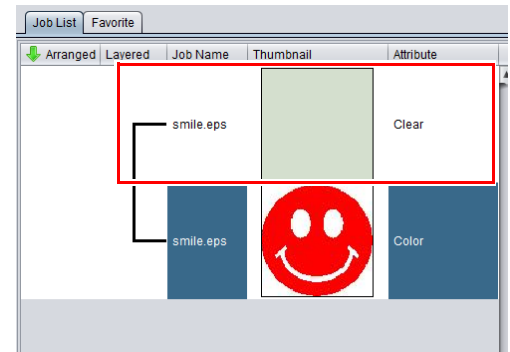 Job List Favorite
Arranged Layered Job Name Thumbnail Attribute
smile.eps Clear
smile.eps Color